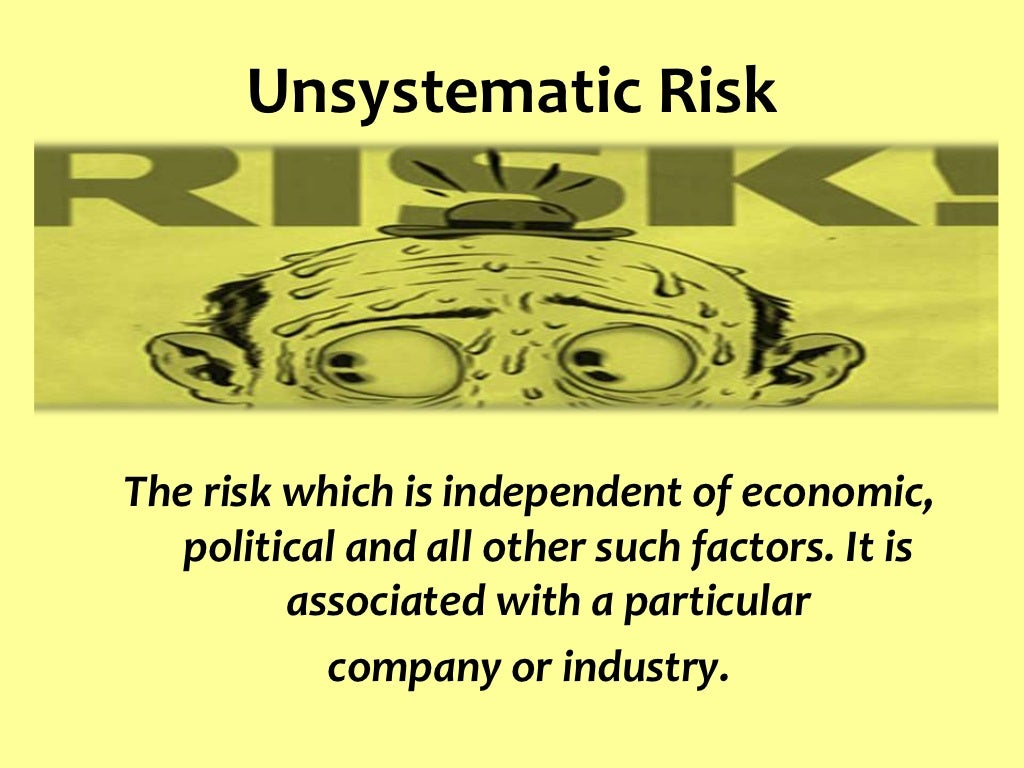 Unsystematic Risk
RISK!
The risk which is independent of economic,
political and all other such factors. It is
associated with a particular
company or industry.